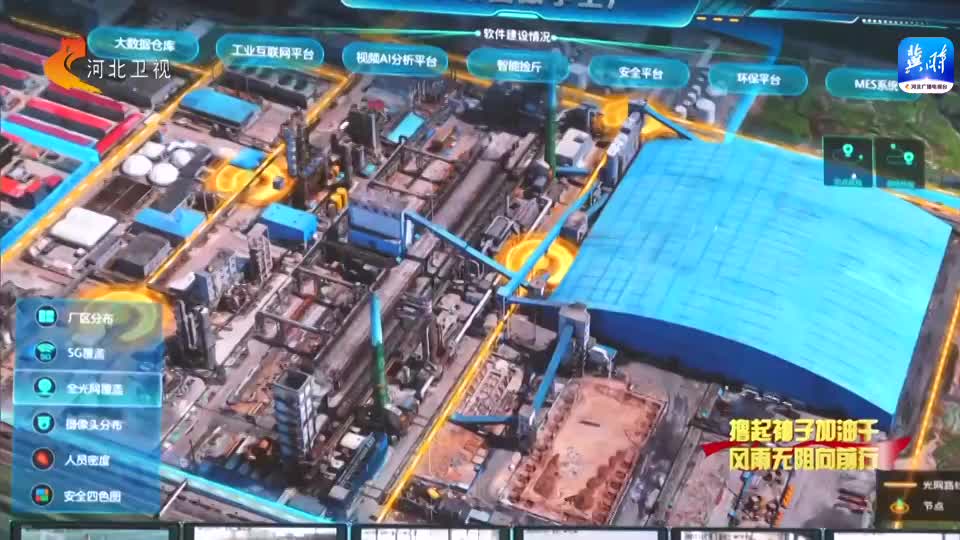 软件建设情况
大数据仓库
工业互联网平台
视频AI分析平台
智能捡斤
安全平台
环保平台
MES系统
河北卫视
冀时
河北广播电视台
厂区分布
5G覆盖
全光网覆盖
摄像头分布
人员密度
安全四色图
撸起袖子加油干
风雨无阻向前行
光网路线
节点